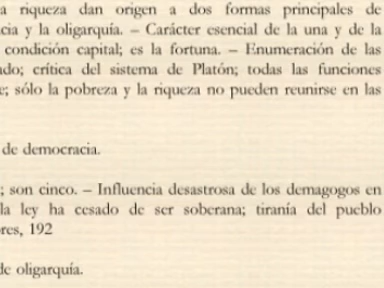 a riqueza dan origen a dos formas principales de
cia y la oligarquía. – Carácter esencial de la una y de la
condición capital; es la fortuna. – Enumeración de las
do; crítica del sistema de Platón; todas las funciones
e; sólo la pobreza y la riqueza no pueden reunirse en las
de democracia.
; son cinco. – Influencia desastrosa de los demagogos en
la ley ha cesado de ser soberana; tiranía del pueblo
res, 192
de oligarquía.